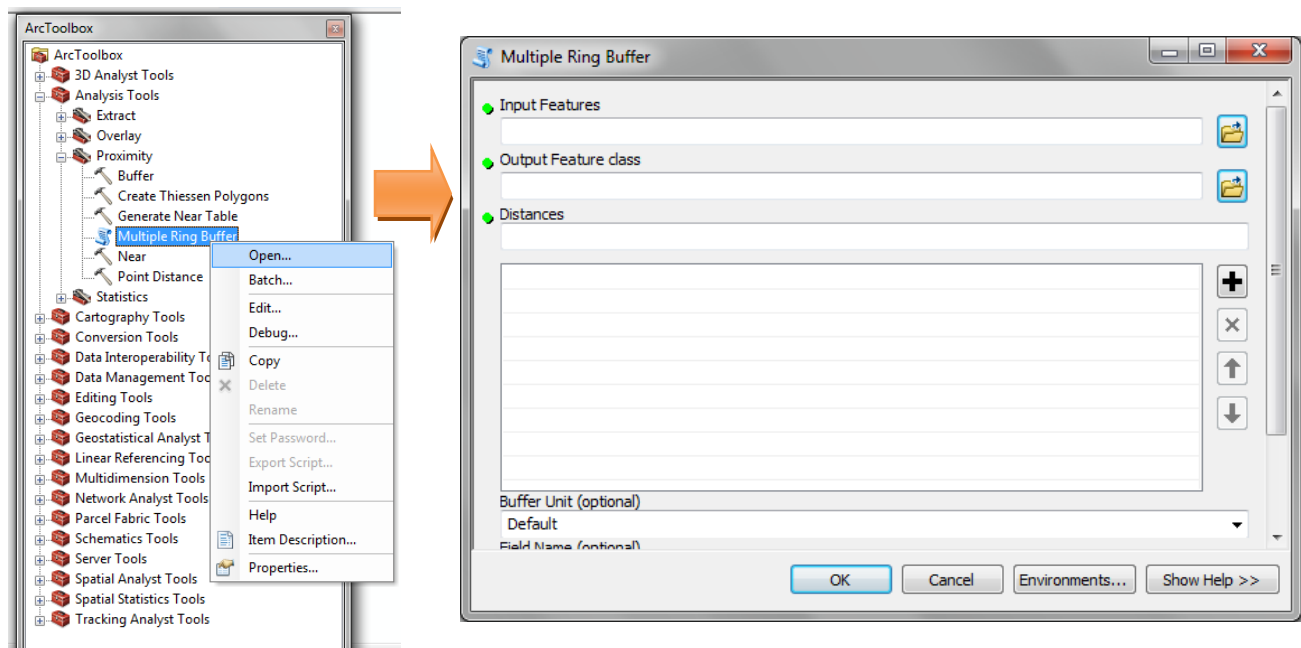 ArcToolbox
ArcToolbox
3D Analyst Tools
Analysis Tools
Extract
Overlay
Proximity
Buffer
Create Thiessen Polygons
Generate Near Table
Multiple Ring Buffer
Near
Point Distance
Statistics
Cartography Tools
Conversion Tools
Data Interoperability To
Data Management Too
Editing Tools
Geocoding Tools
Geostatistical Analyst T
Linear Referencing Too
Multidimension Tools
Network Analyst Tools
Parcel Fabric Tools
Schematics Tools
Server Tools
Spatial Analyst Tools
Spatial Statistics Tools
Tracking Analyst Tools
Open...
Batch...
Edit...
Debug...
Copy
Delete
Rename
Set Password...
Export Script...
Import Script...
Help
Item Description...
Properties...
Multiple Ring Buffer
Input Features
Output Feature class
Distances
Buffer Unit (optional)
Default
Field Name (optional)
OK Cancel Environments... Show Help >>